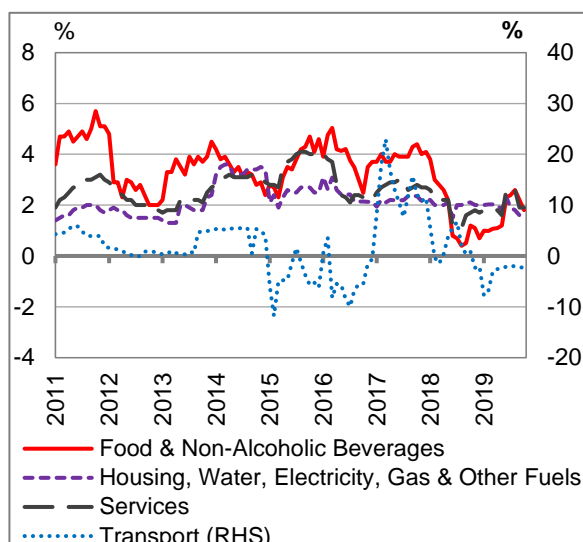 % %
8 40
6 30
4 20
2 10
0 0
-2 -10
-4 -20
2011 2012 2013 2014 2015 2016 2017 2018 2019
Food & Non-Alcoholic Beverages
Housing, Water, Electricity, Gas & Other Fuels
Services
Transport (RHS)